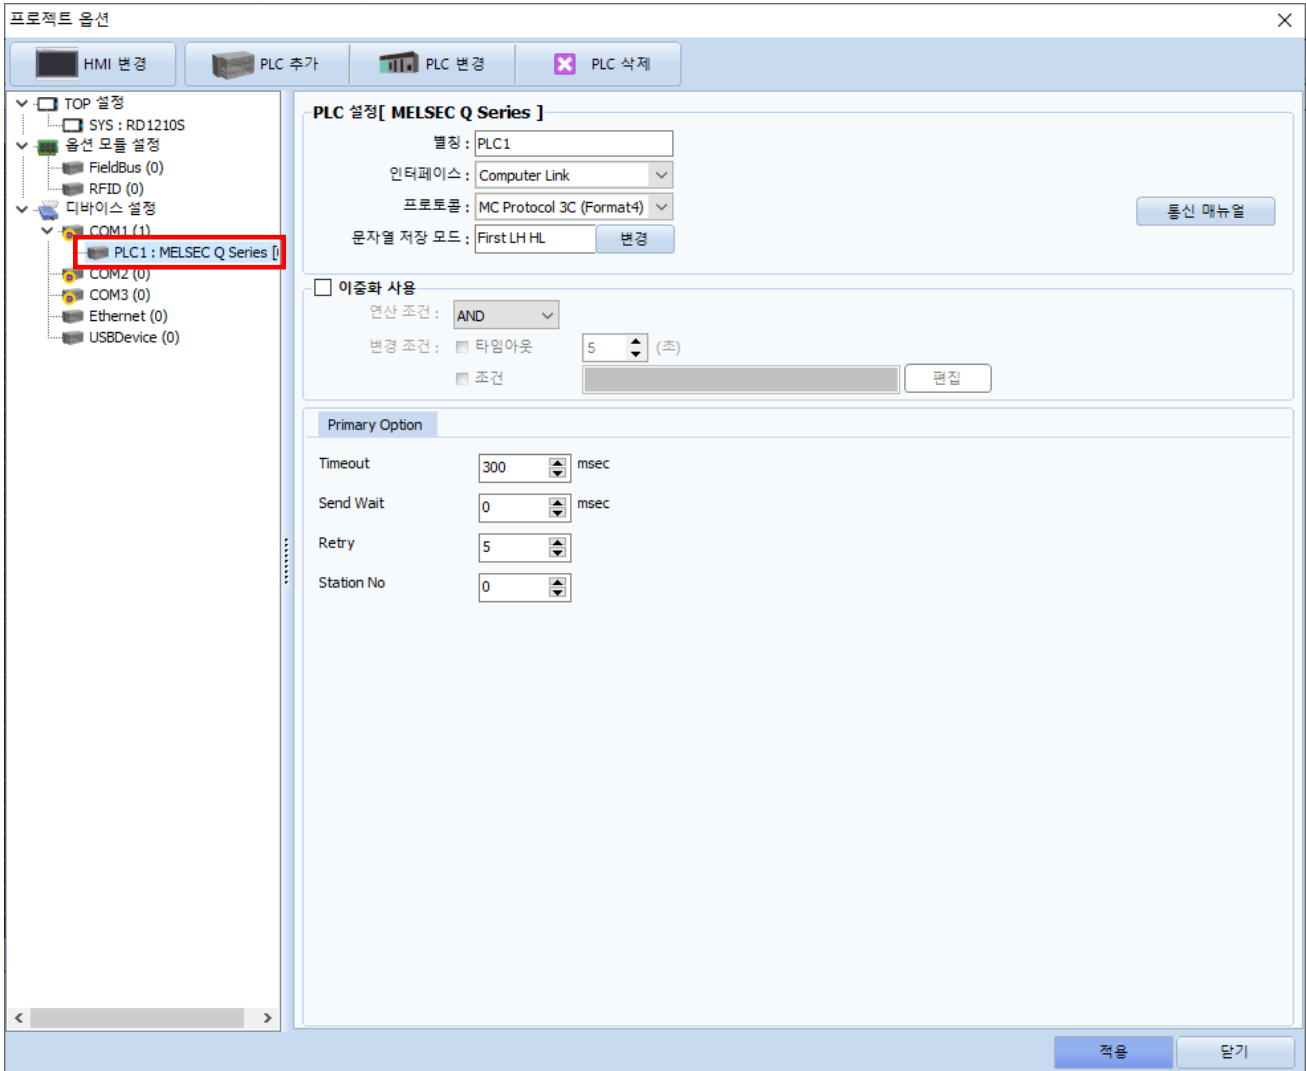 프로젝트 옵션
HMI 변경
PLC 추가
PLC 변경
PLC 삭제
TOP 설정
SYS : RD1210S
옵션 모듈 설정
FieldBus (0)
RFID (0)
디바이스 설정
COM1 (1)
PLC1 : MELSEC Q Series [
COM2 (0)
COM3 (0)
Ethernet (0)
USBDevice (0)
PLC 설정[ MELSEC Q Series ]
별칭 : PLC1
인터페이스 : Computer Link
프로토콜 : MC Protocol 3C (Format4)
통신 매뉴얼
문자열 저장 모드 : First LH HL 변경
이중화 사용
연산 조건 : AND
변경 조건 : 타임아웃 5 (초)
조건 편집
Primary Option
Timeout 300 msec
Send Wait 0 msec
Retry 5
Station No 0
적용
닫기